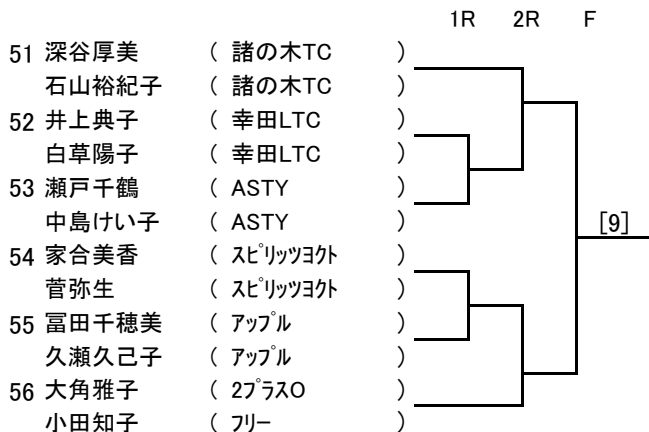 1R 2R F
51 深谷厚美 ( 諸の木TC )
石山裕紀子 ( 諸の木TC )
52 井上典子 ( 幸田LTC )
白草陽子 ( 幸田LTC )
53 瀬戸千鶴 ( ASTY )
中島けい子 ( ASTY )
[9]
54 家合美香 ( ｽﾋﾟﾘｯﾂﾖｸﾄ )
菅弥生 ( ｽﾋﾟﾘｯﾂﾖｸﾄ )
55 冨田千穂美 ( ｱｯﾌﾟﾙ )
久瀬久己子 ( ｱｯﾌﾟﾙ )
56 大角雅子 ( 2ﾌﾟﾗｽO )
小田知子 ( ﾌﾘｰ )